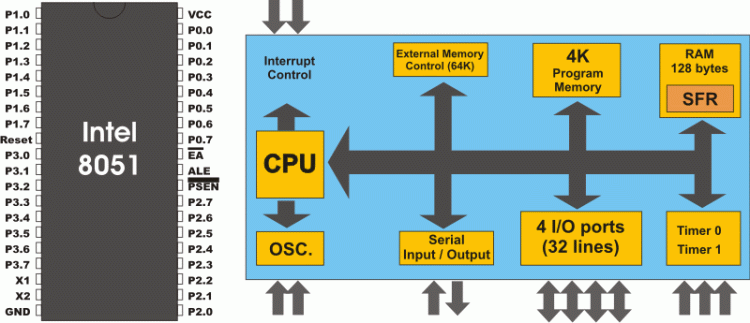 P1.0
P1.1
P1.2
P1.3
P1.4
P1.5
P1.6
P1.7
Reset
P3.0
P3.1
P3.2
P3.3
P3.4
P3.5
P3.6
P3.7
X1
X2
GND
Intel
8051
VCC
P0.0
P0.1
P0.2
P0.3
P0.4
P0.5
P0.6
P0.7
EA
ALE
PSEN
P2.7
P2.6
P2.5
P2.4
P2.3
P2.2
P2.1
P2.0
Interrupt
Control
External Memory
Control (64K)
4K
Program
Memory
RAM
128 bytes
SFR
CPU
OSC.
Serial
Input / Output
4 I/O ports
(32 lines)
Timer 0
Timer 1